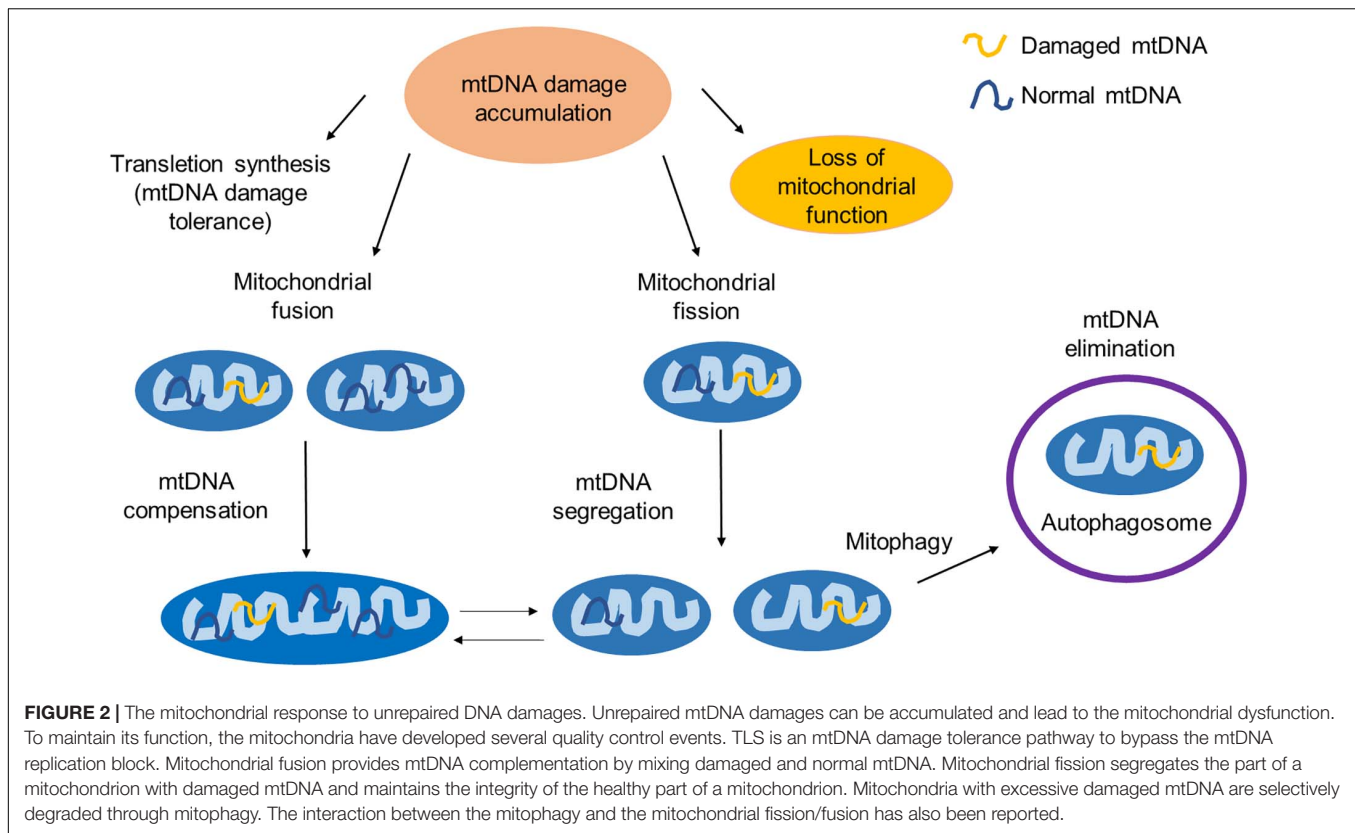 Damaged mtDNA
Normal mtDNA
mtDNA damage
accumulation
Transletion synthesis
(mtDNA damage
tolerance)
Loss of
mitochondrial
function
Mitochondrial
fusion
Mitochondrial
fission
mtDNA
elimination
Autophagosome
mtDNA
compensation
mtDNA
segregation
Mitophagy
FIGURE 2 | The mitochondrial response to unrepaired DNA damages. Unrepaired mtDNA damages can be accumulated and lead to the mitochondrial dysfunction.
To maintain its function, the mitochondria have developed several quality control events. TLS is an mtDNA damage tolerance pathway to bypass the mtDNA
replication block. Mitochondrial fusion provides mtDNA complementation by mixing damaged and normal mtDNA. Mitochondrial fission segregates the part of a
mitochondrion with damaged mtDNA and maintains the integrity of the healthy part of a mitochondrion. Mitochondria with excessive damaged mtDNA are selectively
degraded through mitophagy. The interaction between the mitophagy and the mitochondrial fission/fusion has also been reported.